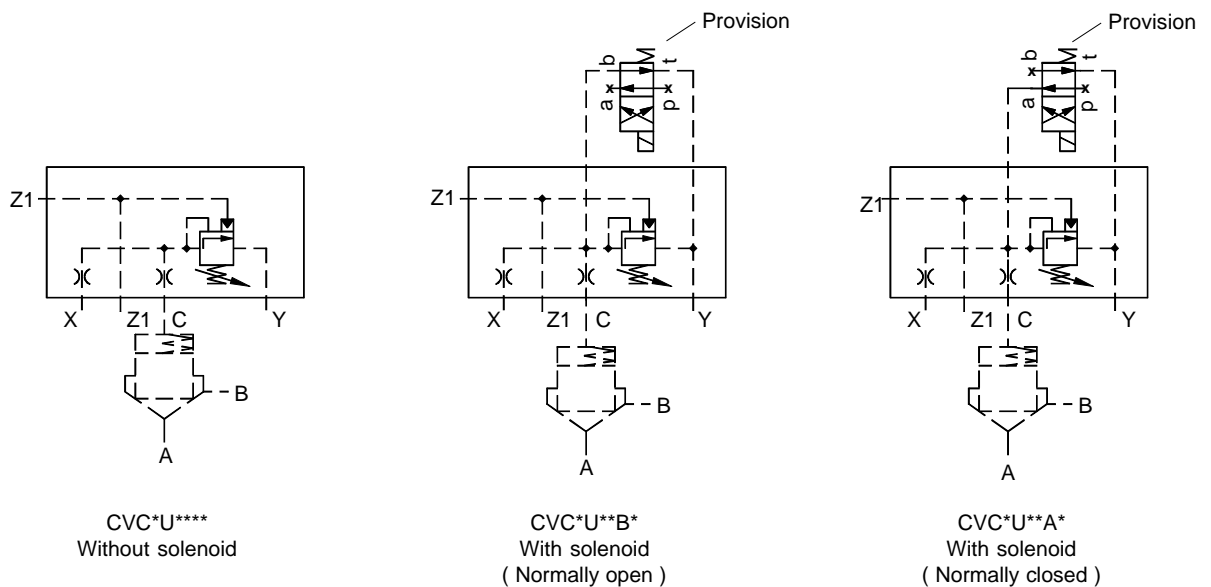 Provision
Provision
b t
a p
b t
a p
Z1
Z1
Z1
X Z1 C Y
X Z1 C Y
X Z1 C Y
B
B
B
A
A
A
CVC*U****
Without solenoid
CVC*U**B*
With solenoid
( Normally open )
CVC*U**A*
With solenoid
( Normally closed )